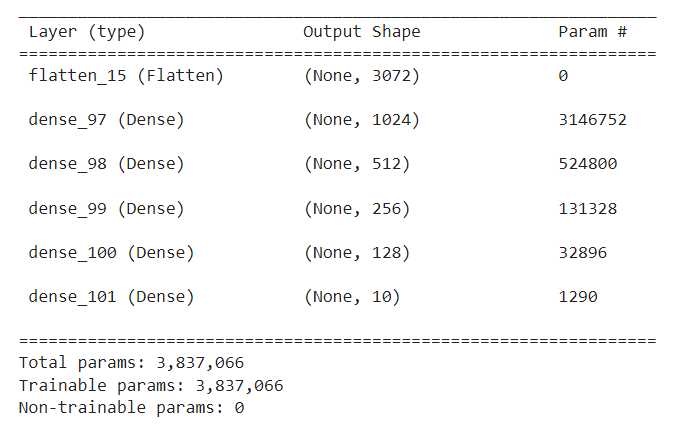 _________________________________________________________________
Layer (type) Output Shape Param #
=================================================================
flatten_15 (Flatten) (None, 3072) 0
dense_97 (Dense) (None, 1024) 3146752
dense_98 (Dense) (None, 512) 524800
dense_99 (Dense) (None, 256) 131328
dense_100 (Dense) (None, 128) 32896
dense_101 (Dense) (None, 10) 1290
=================================================================
Total params: 3,837,066
Trainable params: 3,837,066
Non-trainable params: 0